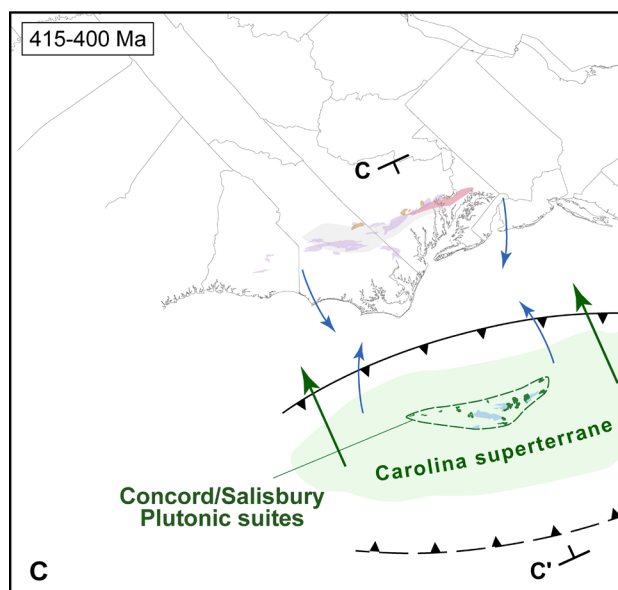 415-400 Ma
C
Carolina superterrane
Concord/Salisbury
Plutonic suites
C
C'